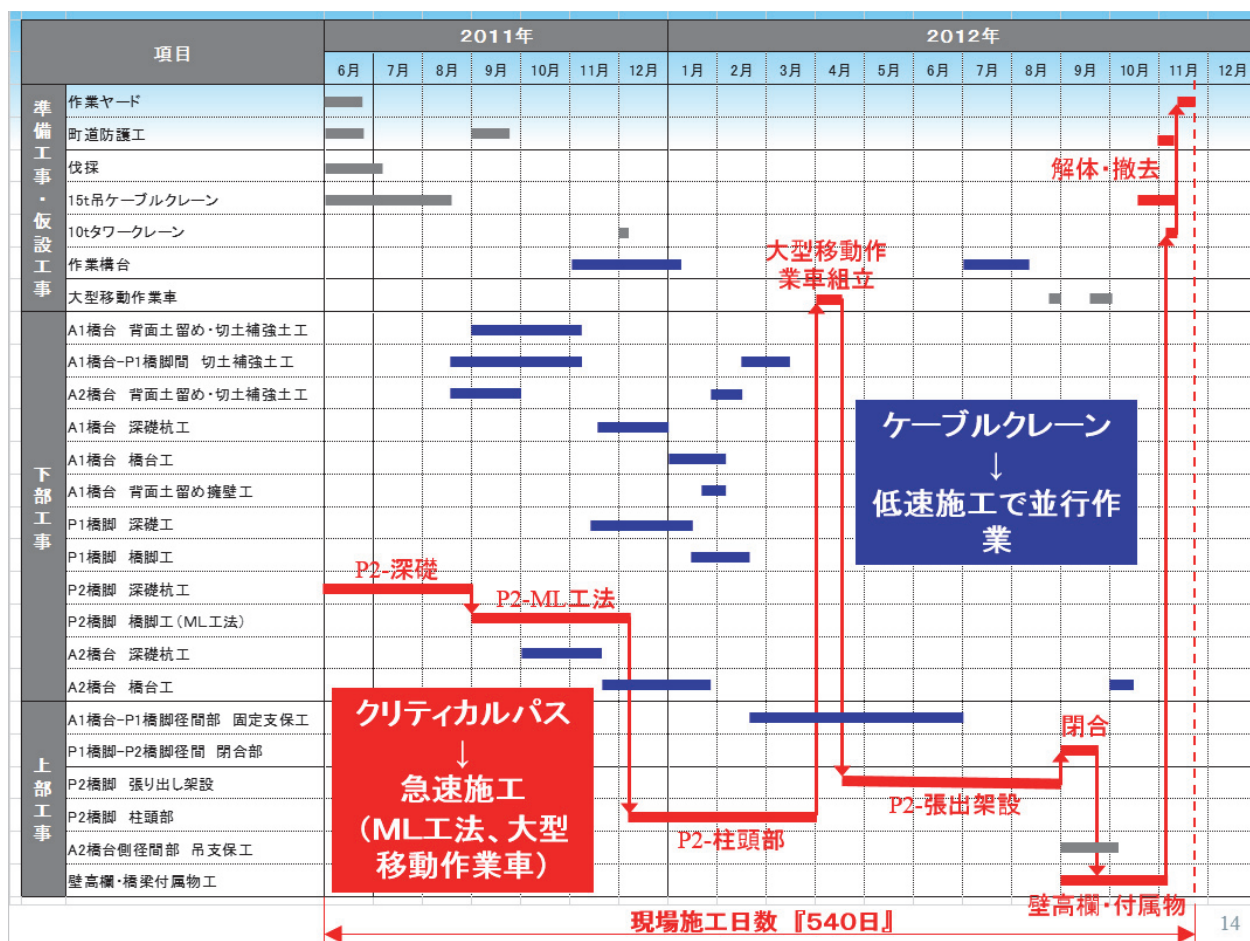 項目
2011年
2012年
6月 7月 8月 9月 10月 11月 12月 1月 2月 3月 4月 5月 6月 7月 8月 9月 10月 11月 12月
準備工事・仮設工事
作業ヤード
町道防護工
伐採
解体・撤去
15t吊ケーブルクレーン
10tタワークレーン
作業構台
大型移動作
業車組立
大型移動作業車
下部工事
A1橋台 背面土留め・切土補強土工
A1橋台-P1橋脚間 切土補強土工
A2橋台 背面土留め・切土補強土工
A1橋台 深礎杭工
A1橋台 橋台工
A1橋台 背面土留め擁壁工
P1橋脚 深礎工
P1橋脚 橋脚工
P2橋脚 深礎杭工
P2橋脚 橋脚工(ML工法)
A2橋台 深礎杭工
A2橋台 橋台工
ケーブルクレーン
↓
低速施工で並行作
業
P2-深礎
P2-ML工法
上部工事
A1橋台-P1橋脚径間部 固定支保工
P1橋脚-P2橋脚径間 閉合部
P2橋脚 張り出し架設
P2橋脚 柱頭部
A2橋台側径間部 吊支保工
壁高欄・橋梁付属物工
クリティカルパス
↓
急速施工
(ML工法、大型
移動作業車)
閉合
P2-張出架設
P2-柱頭部
壁高欄・付属物
現場施工日数『540日』
14